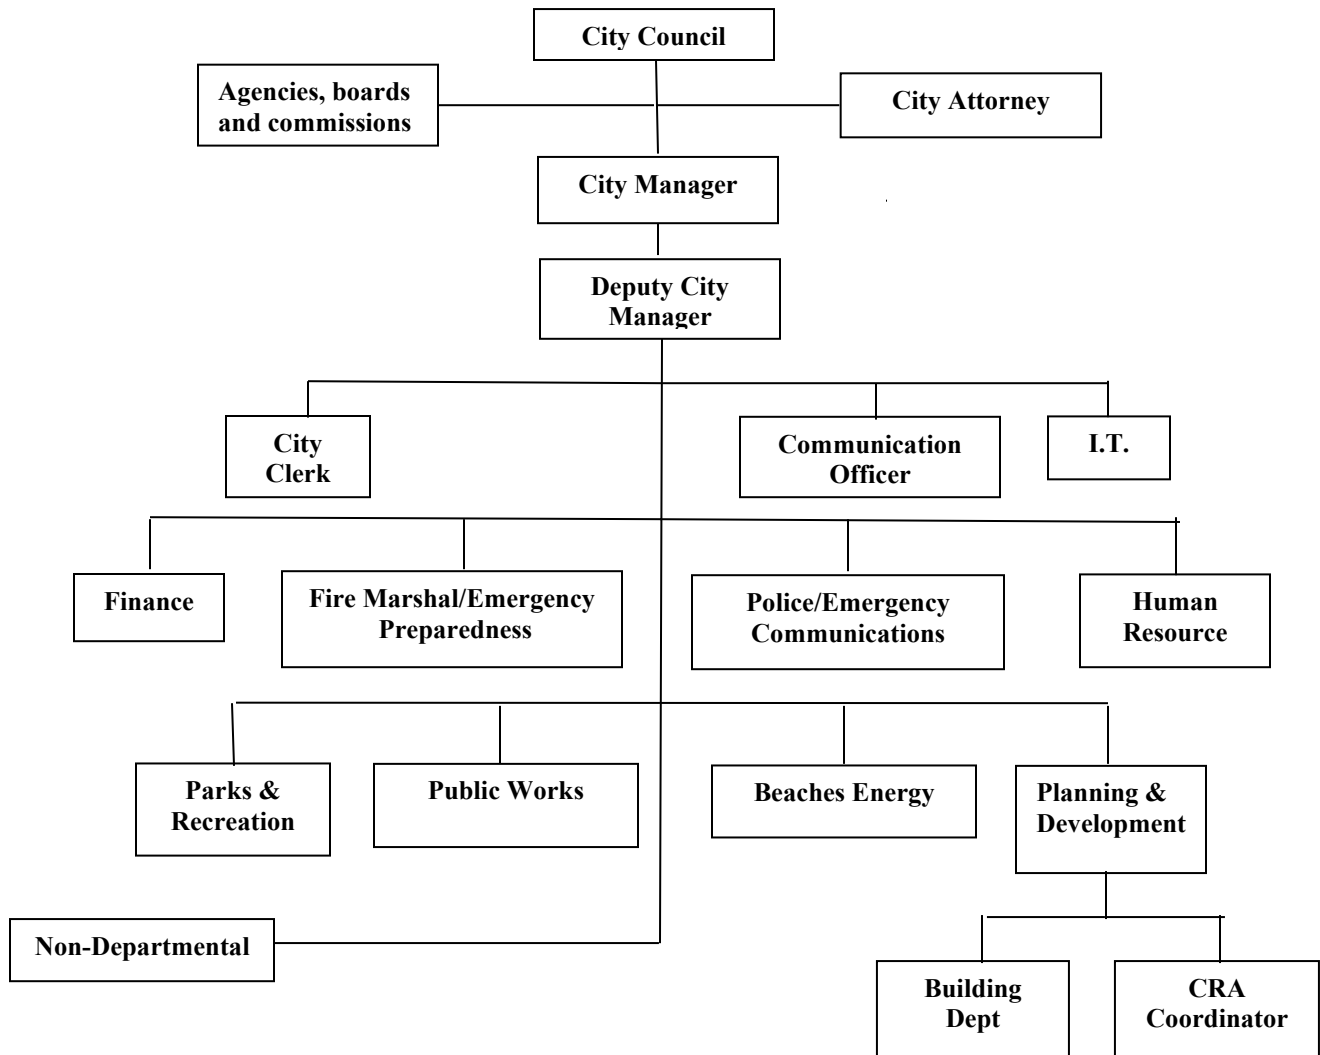 City Council
Agencies, boards
and commissions
City Attorney
City Manager
Deputy City
Manager
City
Clerk
Communication
Officer
I.T.
Finance
Fire Marshal/Emergency
Preparedness
Police/Emergency
Communications
Human
Resource
Parks &
Recreation
Public Works
Beaches Energy
Planning &
Development
Non-Departmental
Building
Dept
CRA
Coordinator